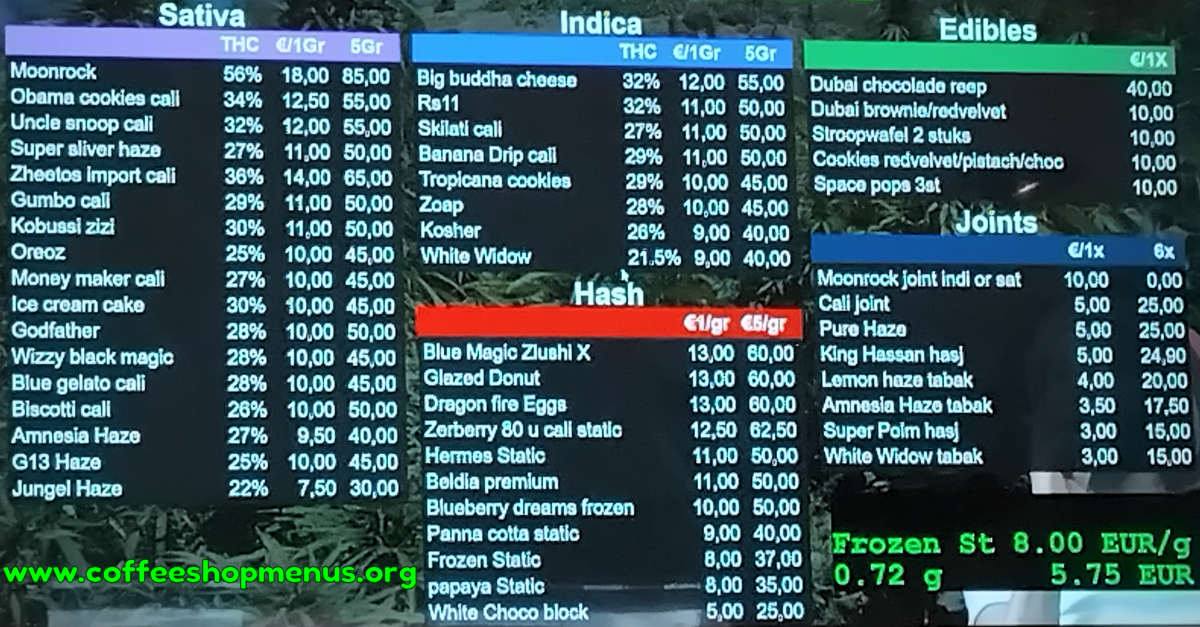 Sativa
THC €/1Gr 5Gr
Moonrock 56% 18,00 85,00
Obama cookies cali 34% 12,50 55,00
Uncle snoop cali 32% 12,00 55,00
Super sliver haze 27% 11,00 50,00
Zheetos import cali 36% 14,00 65,00
Gumbo cali 29% 11,00 50,00
Kobussi zizi 30% 11,00 50,00
Oreoz 25% 10,00 45,00
Money maker cali 27% 10,00 45,00
Ice cream cake 30% 10,00 45,00
Godfather 28% 10,00 50,00
Wizzy black magic 28% 10,00 45,00
Blue gelato cali 28% 10,00 45,00
Biscotti cali 26% 10,00 50,00
Amnesia Haze 27% 9,50 40,00
G13 Haze 25% 10,00 45,00
Jungel Haze 22% 7,50 30,00
Indica
THC €/1Gr 5Gr
Big buddha cheese 32% 12,00 55,00
Rs11 32% 11,00 50,00
Skilati cali 27% 11,00 50,00
Banana Drip cali 29% 11,00 50,00
Tropicana cookies 29% 10,00 45,00
Zoap 28% 10,00 45,00
Kosher 26% 9,00 40,00
White Widow 21.5% 9,00 40,00
Hash
€1/gr €5/gr
Blue Magic Zlushi X 13,00 60,00
Glazed Donut 13,00 60,00
Dragon fire Eggs 13,00 60,00
Zerberry 80 u cali static 12,50 62,50
Hermes Static 11,00 50,00
Beldia premium 11,00 50,00
Blueberry dreams frozen 10,00 50,00
Panna cotta static 9,00 40,00
Frozen Static 8,00 37,00
papaya Static 8,00 35,00
White Choco block 5,00 25,00
Edibles
€/1X
Dubai chocolade reep 40,00
Dubai brownie/redvelvet 10,00
Stroopwafel 2 stuks 10,00
Cookies redvelvet/pistach/choc 10,00
Space pops 3st 10,00
Joints
€/1x 6x
Moonrock joint indi or sat 10,00 0,00
Cali joint 5,00 25,00
Pure Haze 5,00 25,00
King Hassan hasj 5,00 24,90
Lemon haze tabak 4,00 20,00
Amnesia Haze tabak 3,50 17,50
Super Polm hasj 3,00 15,00
White Widow tabak 3,00 15,00
Frozen St 8.00 EUR/g
0.72 g 5.75 EUR
www.coffeeshopmenus.org